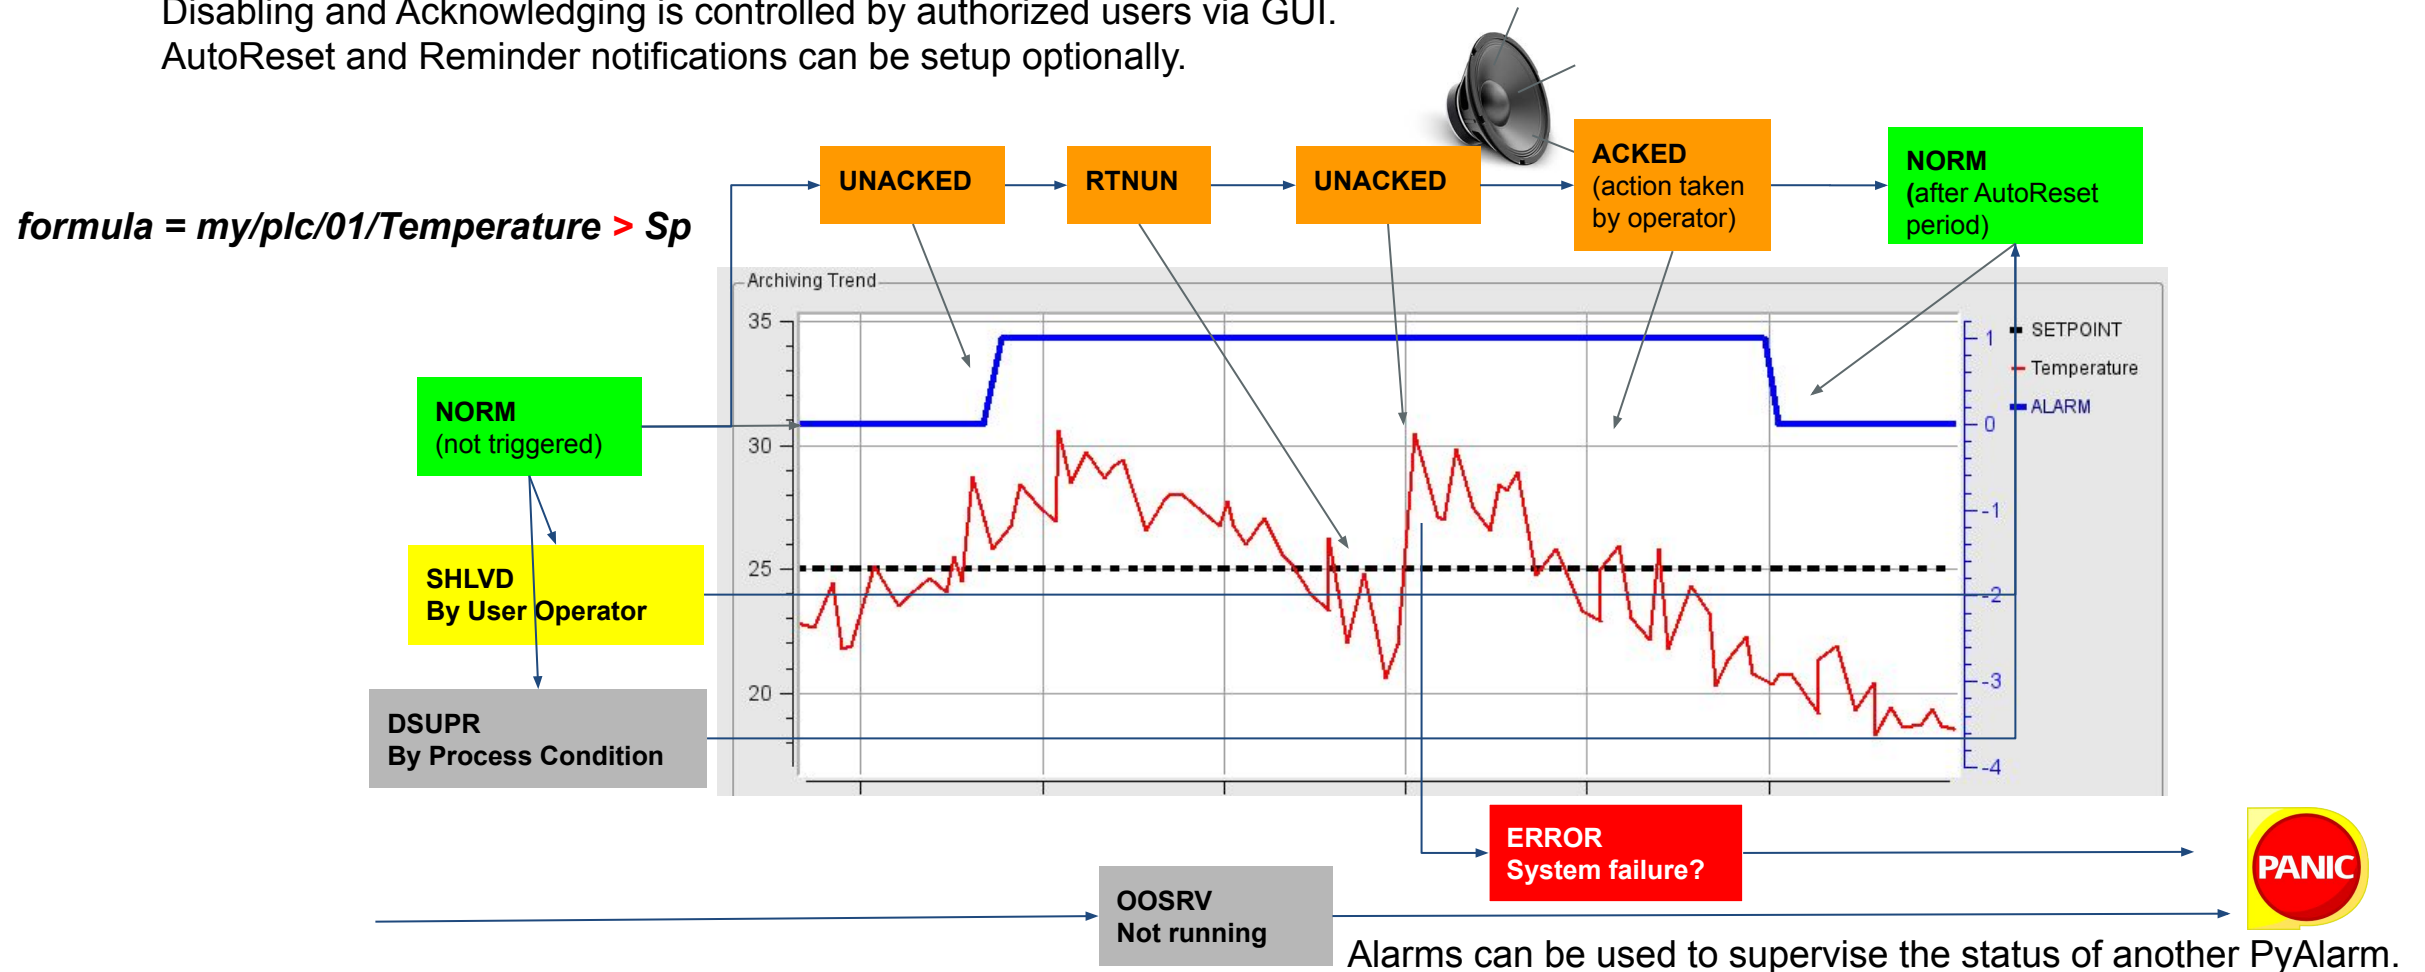 Disabling and Acknowledging is controlled by authorized users via GUI.
AutoReset and Reminder notifications can be setup optionally.
UNACKED
RTNUN
UNACKED
ACKED
(action taken
by operator)
NORM
(after AutoReset
period)
formula = my/plc/01/Temperature > Sp
Archiving Trend
35
30
25
20
1
0
-1
-2
-3
-4
SETPOINT
Temperature
ALARM
NORM
(not triggered)
SHLVD
By User Operator
DSUPR
By Process Condition
ERROR
System failure?
PANIC
OOSRV
Not running
Alarms can be used to supervise the status of another PyAlarm.